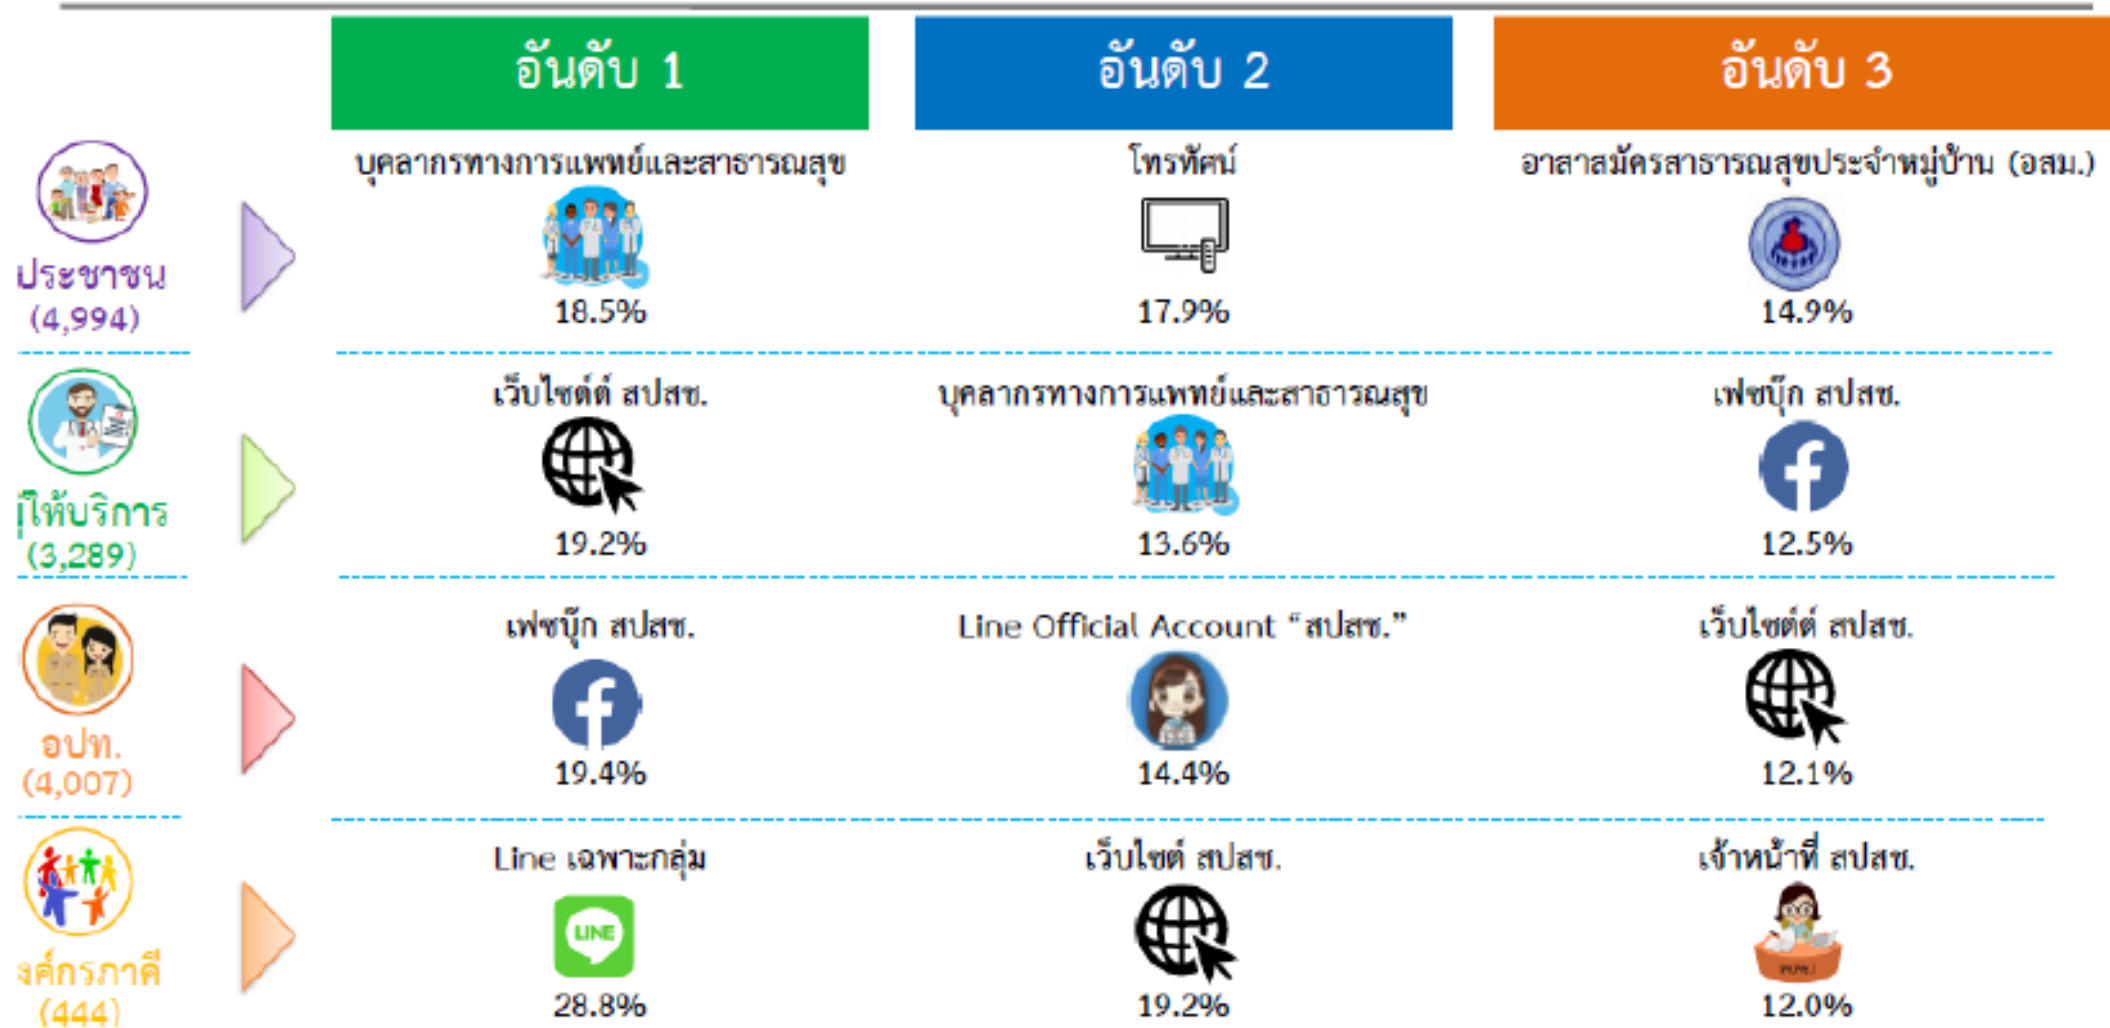 อันดับ 1
อันดับ 2
อันดับ 3
ประชาชน
(4,994)
บุคลากรทางการแพทย์และสาธารณสุข
18.5%
โทรทัศน์
17.9%
อาสาสมัครสาธารณสุขประจำหมู่บ้าน (อสม.)
14.9%
ผู้ให้บริการ
(3,289)
เว็บไซต์ต์ สปสช.
19.2%
บุคลากรทางการแพทย์และสาธารณสุข
13.6%
เฟซบุ๊ก สปสช.
12.5%
อปท.
(4,007)
เฟซบุ๊ก สปสช.
19.4%
Line Official Account “สปสช.”
14.4%
เว็บไซต์ต์ สปสช.
12.1%
งค์กรภาคี
(444)
Line เฉพาะกลุ่ม
LINE
28.8%
เว็บไซต์ สปสช.
19.2%
เจ้าหน้าที่ สปสช.
12.0%